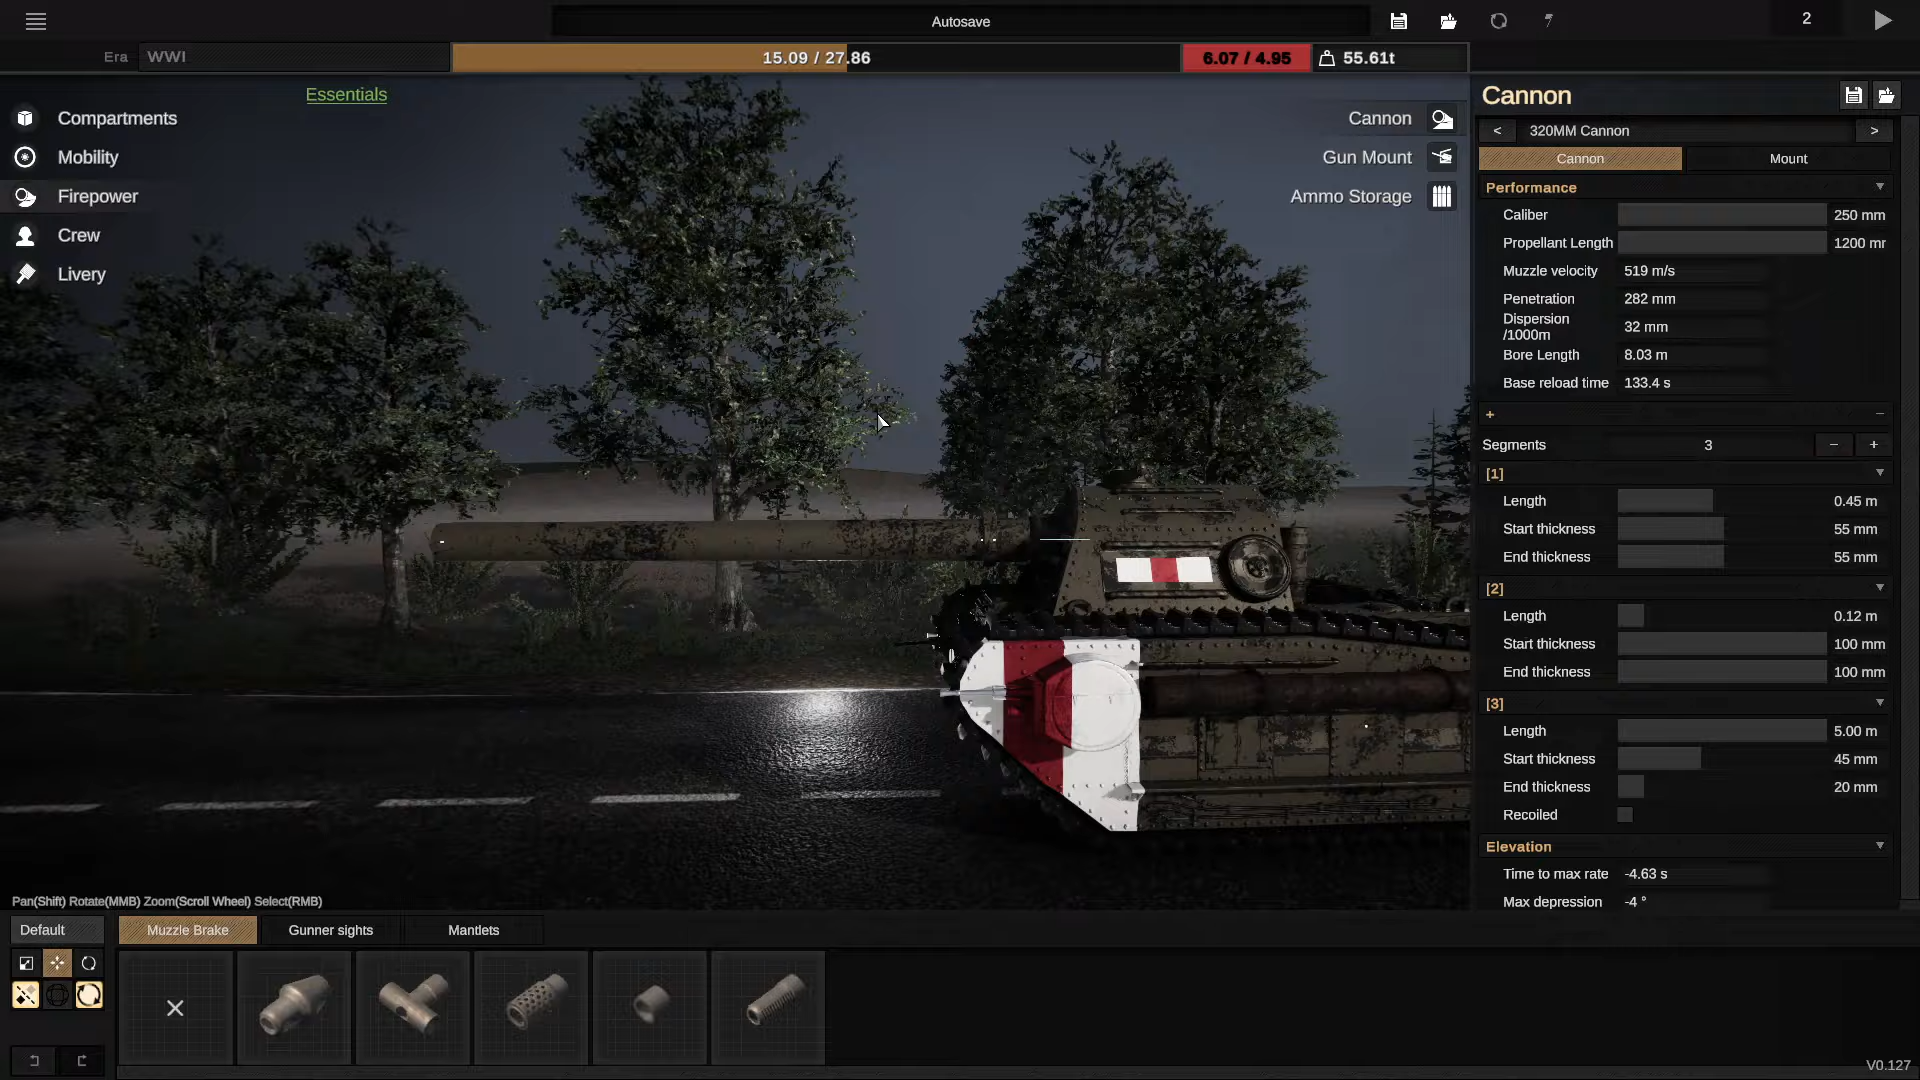 Autosave
2
Era WWI
15.09 / 27.86
6.07 / 4.95
55.61t
Essentials
Compartments
Mobility
Firepower
Crew
Livery
Cannon
Gun Mount
Ammo Storage
Cannon
< 320MM Cannon >
Cannon Mount
Performance
Caliber 250 mm
Propellant Length 1200 mr
Muzzle velocity 519 m/s
Penetration 282 mm
Dispersion
/1000m 32 mm
Bore Length 8.03 m
Base reload time 133.4 s
+ −
Segments 3 − +
[1]
Length 0.45 m
Start thickness 55 mm
End thickness 55 mm
[2]
Length 0.12 m
Start thickness 100 mm
End thickness 100 mm
[3]
Length 5.00 m
Start thickness 45 mm
End thickness 20 mm
Recoiled
Elevation
Time to max rate -4.63 s
Max depression -4 °
Pan(Shift) Rotate(MMB) Zoom(Scroll Wheel) Select(RMB)
Default
Muzzle Brake Gunner sights Mantlets
V0.127